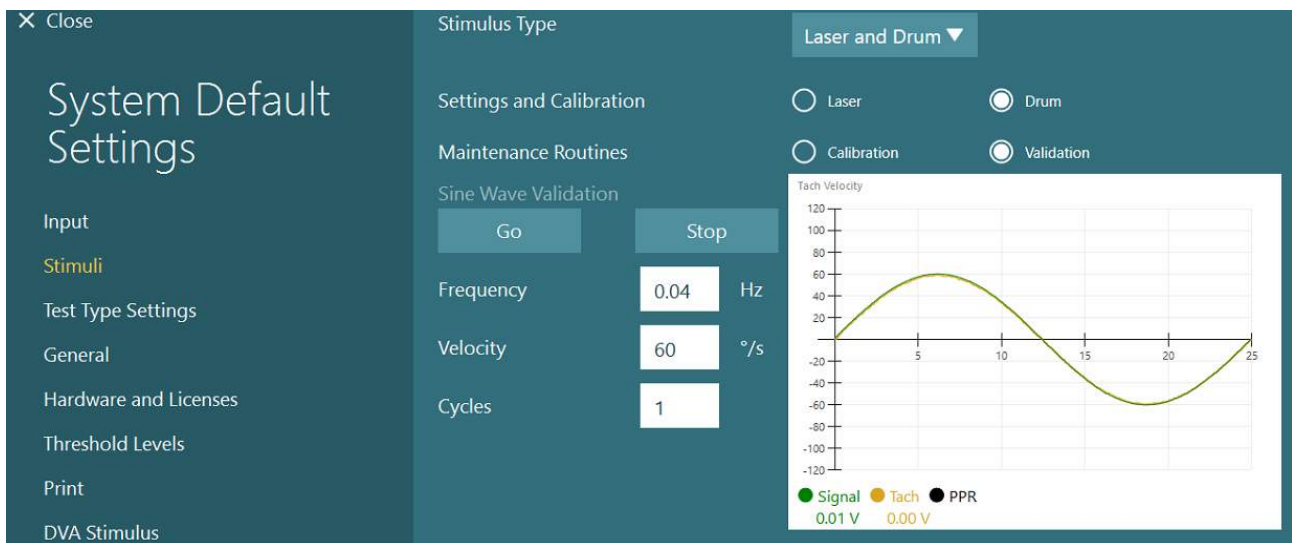 Close
System Default
Settings
Input
Stimuli
Test Type Settings
General
Hardware and Licenses
Threshold Levels
Print
DVA Stimulus
Stimulus Type
Laser and Drum
Settings and Calibration
Laser
Drum
Maintenance Routines
Calibration
Validation
Sine Wave Validation
Go
Stop
Frequency
0.04
Hz
Velocity
60
°/s
Cycles
1
Tach Velocity
120
100
80
60
40
20
-20
-40
-60
-80
-100
-120
5
10
15
20
25
Signal
Tach
PPR
0.01 V
0.00 V